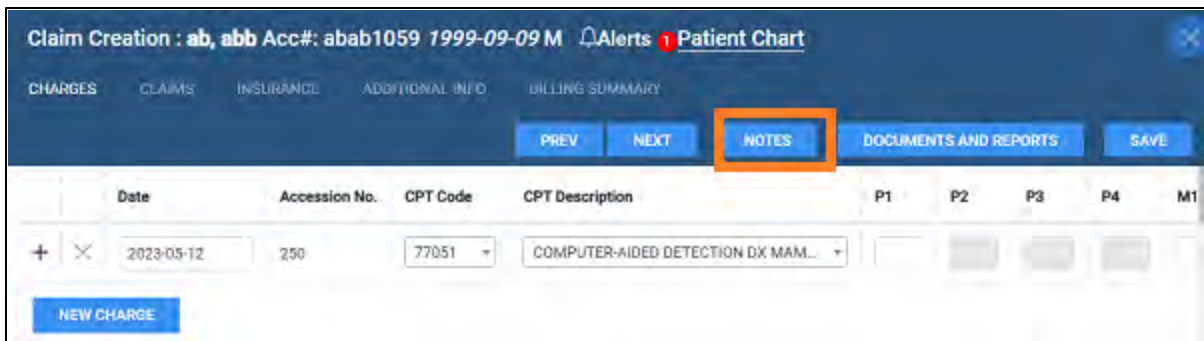 Claim Creation : ab, abb Acc#: abab1059 1999-09-09 M Alerts 1 Patient Chart
CHARGES CLAIMS INSURANCE ADDITIONAL INFO BILLING SUMMARY
PREV NEXT NOTES DOCUMENTS AND REPORTS SAVE
Date Accession No. CPT Code CPT Description P1 P2 P3 P4 M1
2023-05-12 250 77051 COMPUTER-AIDED DETECTION DX MAM...
NEW CHARGE